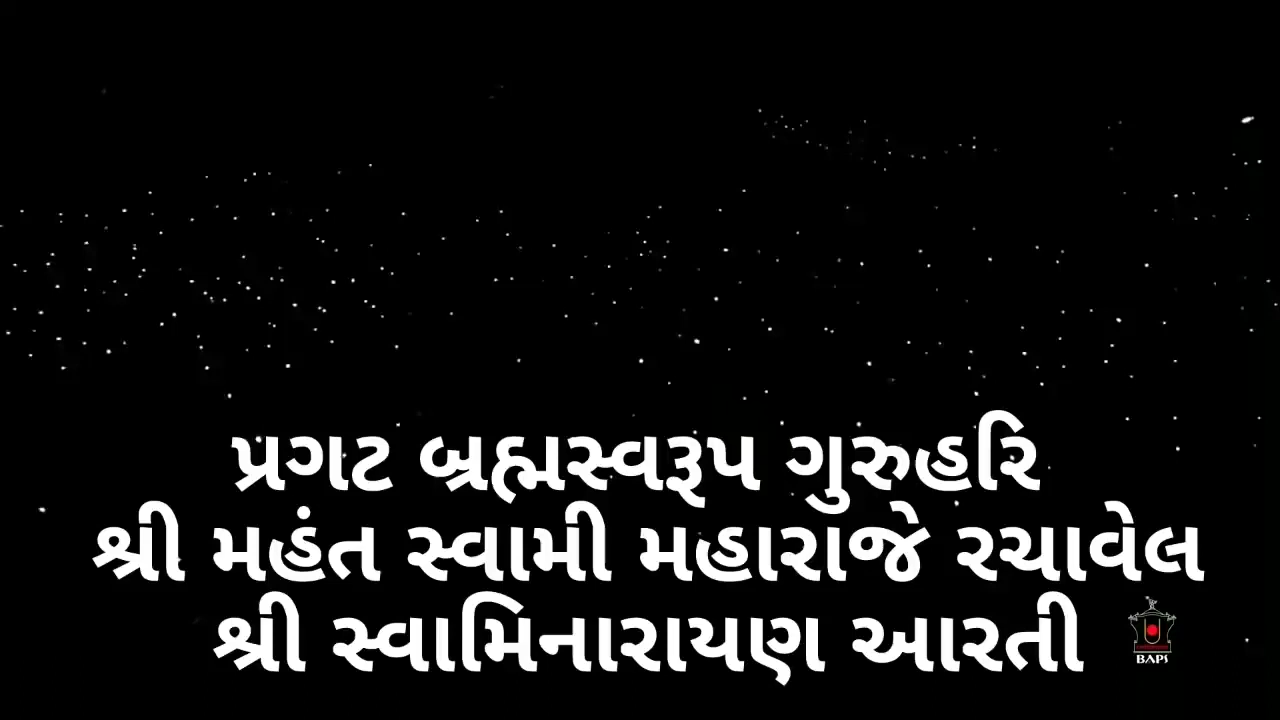 પ્રગટ બ્રહ્મસ્વરૂપ ગુરુહરિ
શ્રી મહંત સ્વામી મહારાજે રચાવેલ
શ્રી સ્વામિનારાયણ આરતી
BAPS